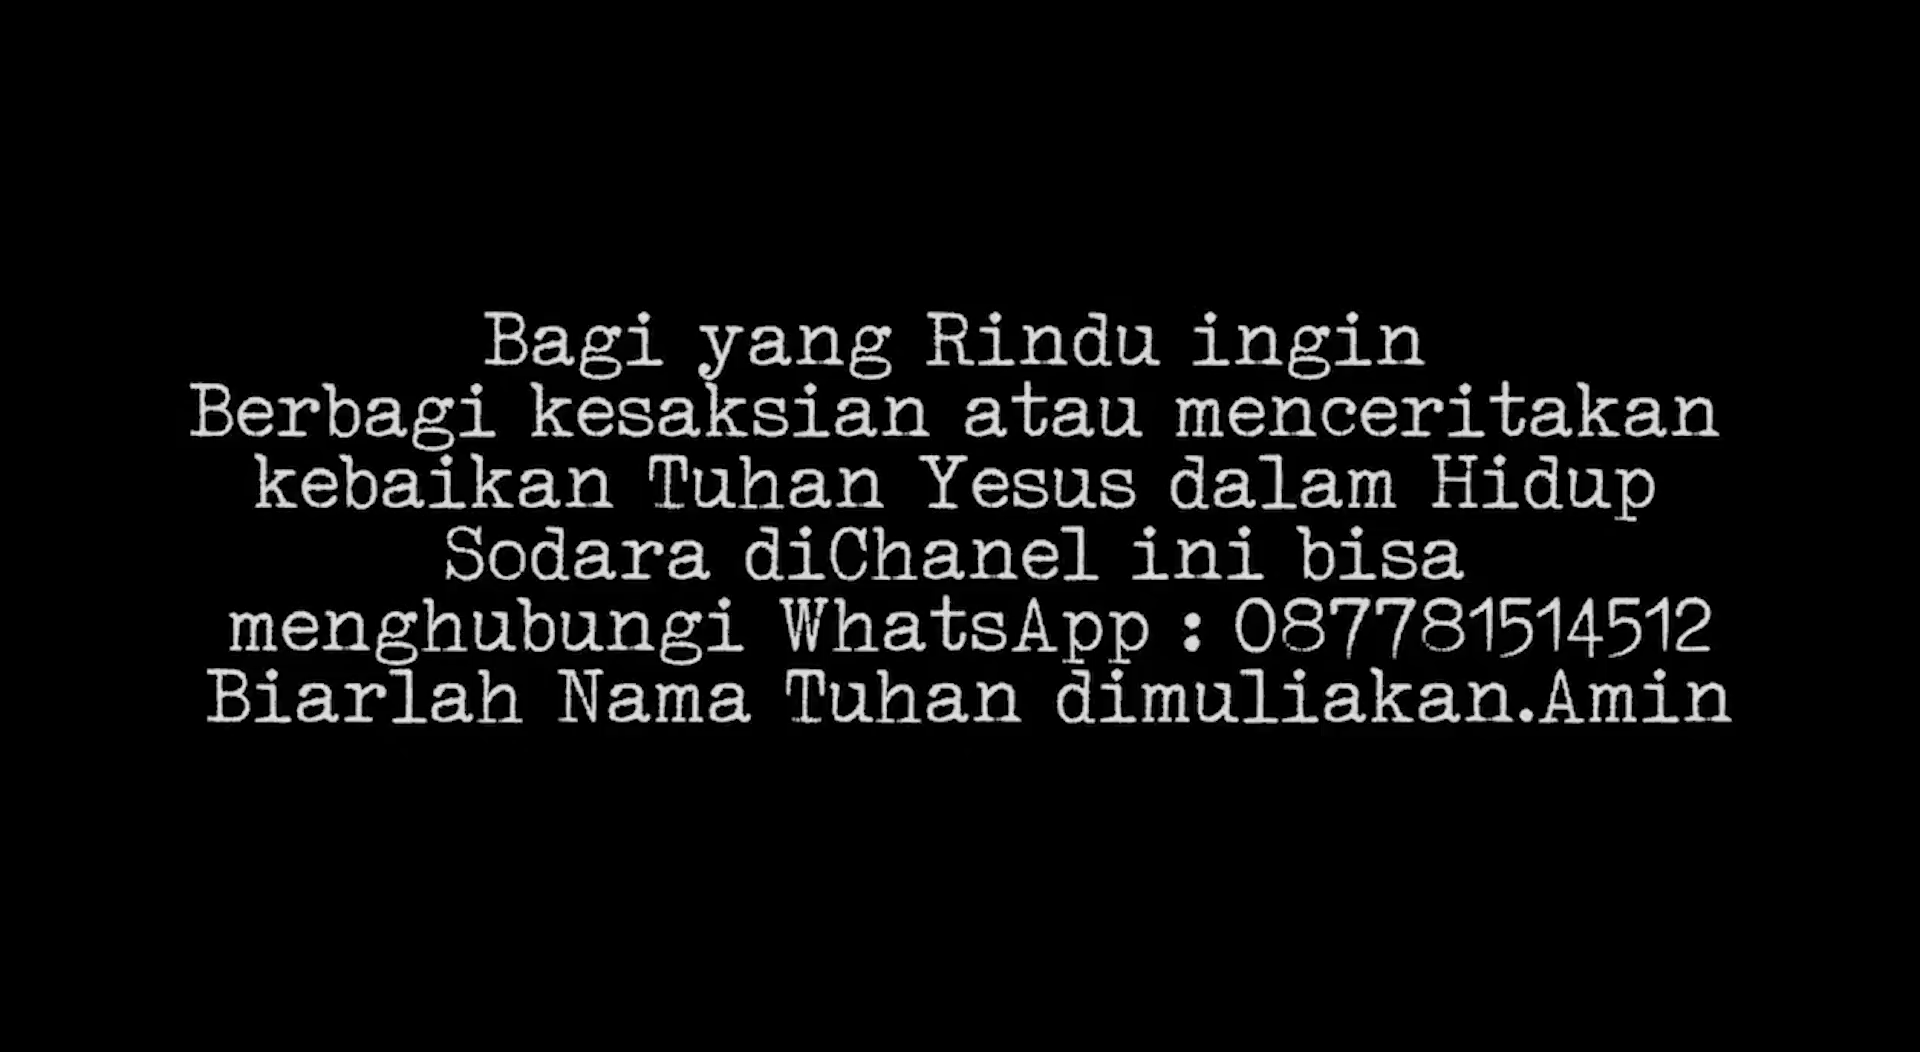 Bagi yang Rindu ingin
Berbagi kesaksian atau menceritakan
kebaikan Tuhan Yesus dalam Hidup
Sodara diChanel ini bisa
menghubungi WhatsApp : 087781514512
Biarlah Nama Tuhan dimuliakan.Amin